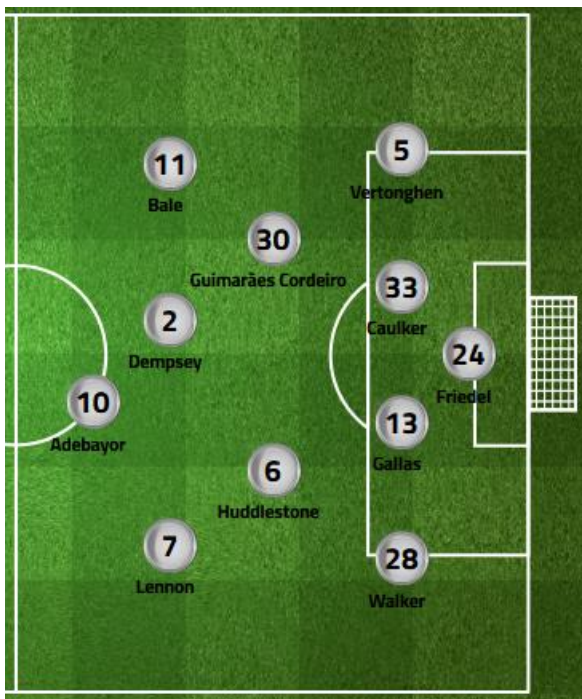 5
Vertonghen
11
Bale
30
Guimarães Cordeiro
33
Caulker
2
Dempsey
24
Friedel
10
Adebayor
13
Gallas
6
Huddlestone
7
Lennon
28
Walker